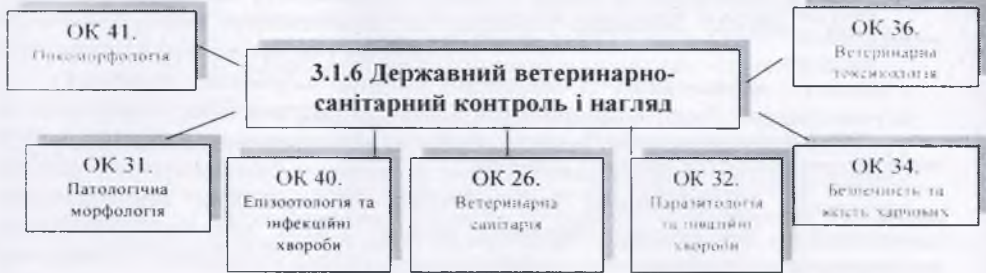 ОК 41.
Онкоморфологія
ОК 36.
Ветеринарна
токсикологія
3.1.6 Державний ветеринарно-
санітарний контроль і нагляд
ОК 31.
Патологічна
морфологія
ОК 40
Епізоотологія та
інфекційні
хвороби
ОК 26.
Ветеринарна
санітарія
ОК 32.
Паразитологія
та інвазійні
хвороби
ОК 34.
Безпечність та
якість харчових